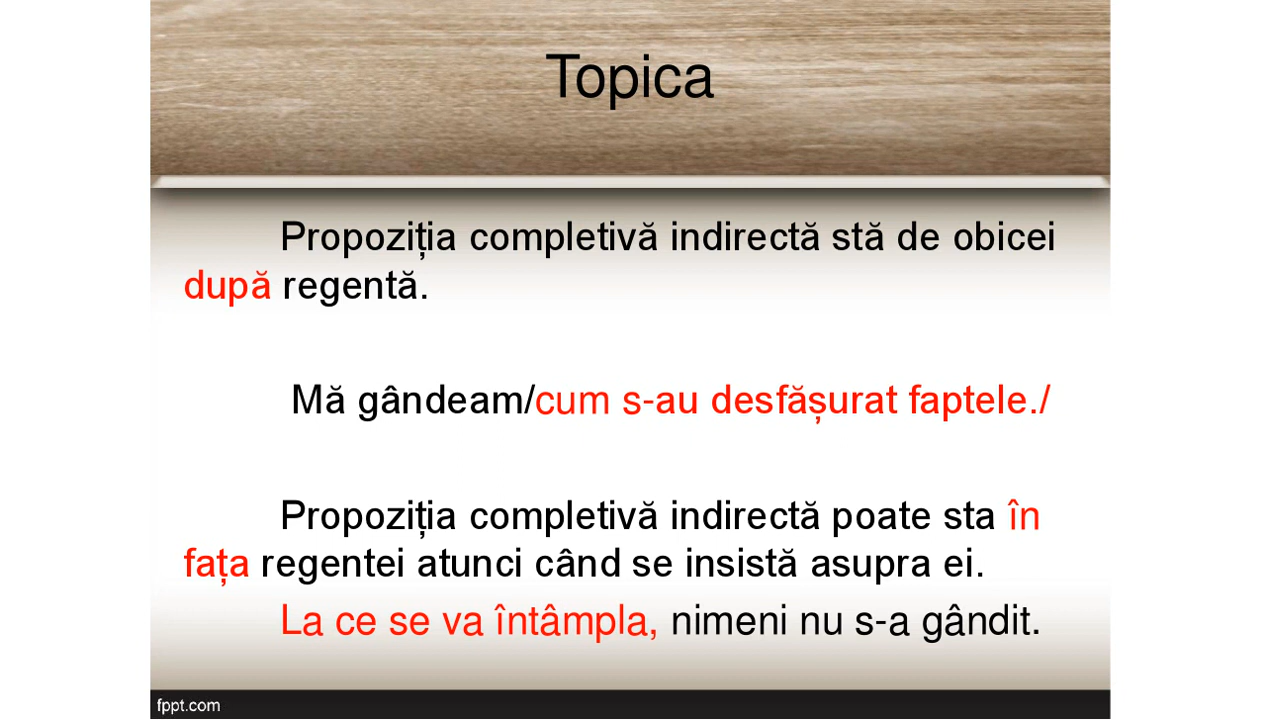 Topica
Propoziția completivă indirectă stă de obicei
după regentă.
Mă gândeam/cum s-au desfășurat faptele./
Propoziția completivă indirectă poate sta în
fața regentei atunci când se insistă asupra ei.
La ce se va întâmpla, nimeni nu s-a gândit.
fppt.com